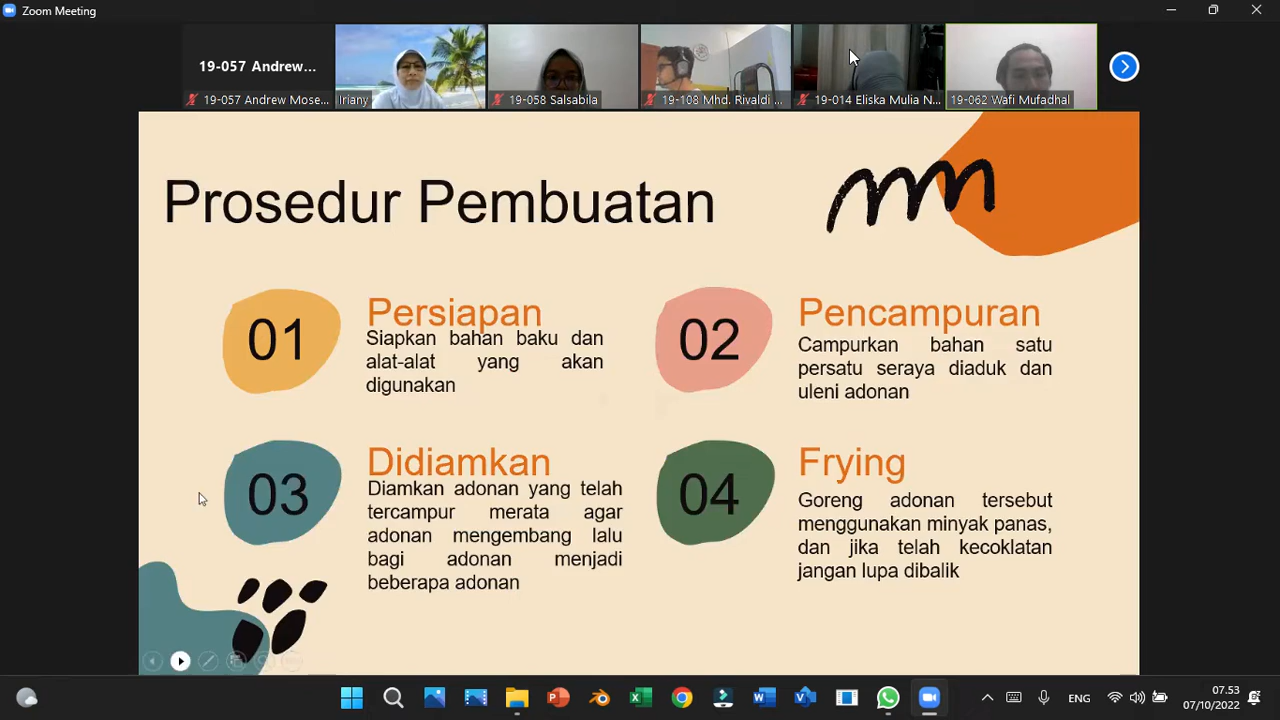 Zoom Meeting
19-057 Andrew...
19-057 Andrew Mose...
Iriany
19-058 Salsabila
19-108 Mhd. Rivaldi ...
19-014 Eliska Mulia N...
19-062 Wafi Mufadhal
Prosedur Pembuatan
01
Persiapan
Siapkan bahan baku dan
alat-alat yang akan
digunakan
02
Pencampuran
Campurkan bahan satu
persatu seraya diaduk dan
uleni adonan
03
Didiamkan
Diamkan adonan yang telah
tercampur merata agar
adonan mengembang lalu
bagi adonan menjadi
beberapa adonan
04
Frying
Goreng adonan tersebut
menggunakan minyak panas,
dan jika telah kecoklatan
jangan lupa dibalik
ENG
07.53
07/10/2022